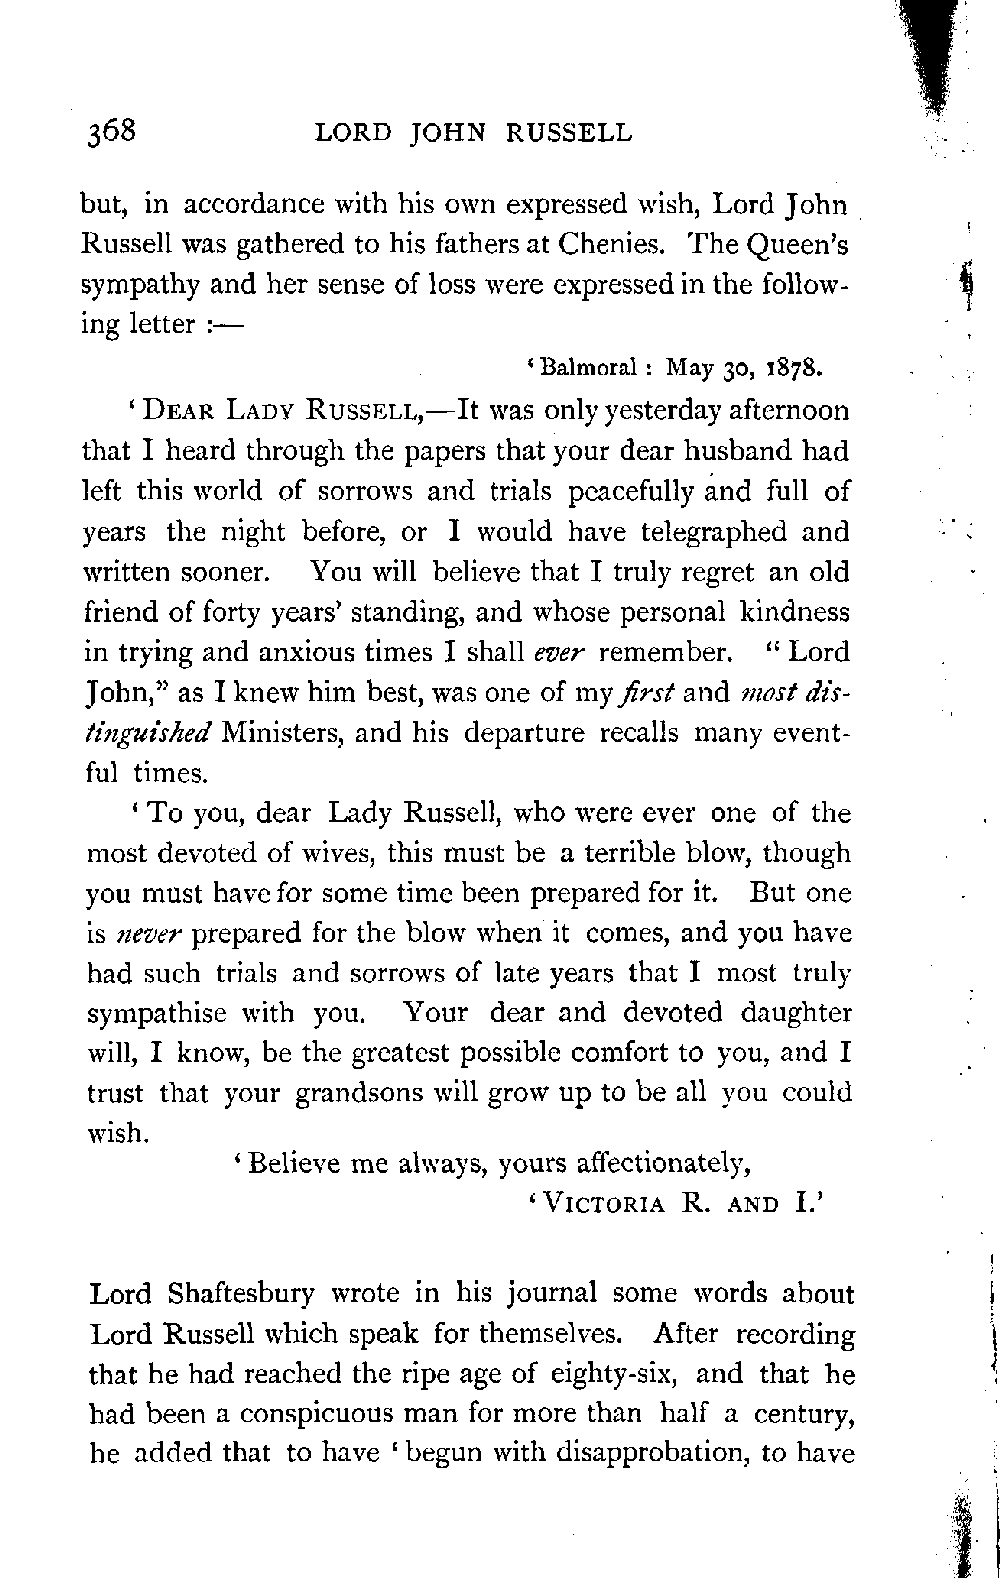 368 LORD JOHN RUSSELL
but, in accordance with his own expressed wish, Lord John
Russell was gathered to his fathers at Chenies. The Queen's
sympathy and her sense of loss were expressed in the follow-
ing letter :—
‘ Balmoral : May 30, 1878.
‘ DEAR LADY RUSSELL,—It was only yesterday afternoon
that I heard through the papers that your dear husband had
left this world of sorrows and trials peacefully and full of
years the night before, or I would have telegraphed and
written sooner. You will believe that I truly regret an old
friend of forty years’ standing, and whose personal kindness
in trying and anxious times I shall ever remember. “ Lord
John,” as I knew him best, was one of my first and most dis-
tinguished Ministers, and his departure recalls many event-
ful times.
‘ To you, dear Lady Russell, who were ever one of the
most devoted of wives, this must be a terrible blow, though
you must have for some time been prepared for it. But one
is never prepared for the blow when it comes, and you have
had such trials and sorrows of late years that I most truly
sympathise with you. Your dear and devoted daughter
will, I know, be the greatest possible comfort to you, and I
trust that your grandsons will grow up to be all you could
wish.
‘ Believe me always, yours affectionately,
‘ VICTORIA R. AND I.’
Lord Shaftesbury wrote in his journal some words about
Lord Russell which speak for themselves. After recording
that he had reached the ripe age of eighty-six, and that he
had been a conspicuous man for more than half a century,
he added that to have ‘ begun with disapprobation, to have